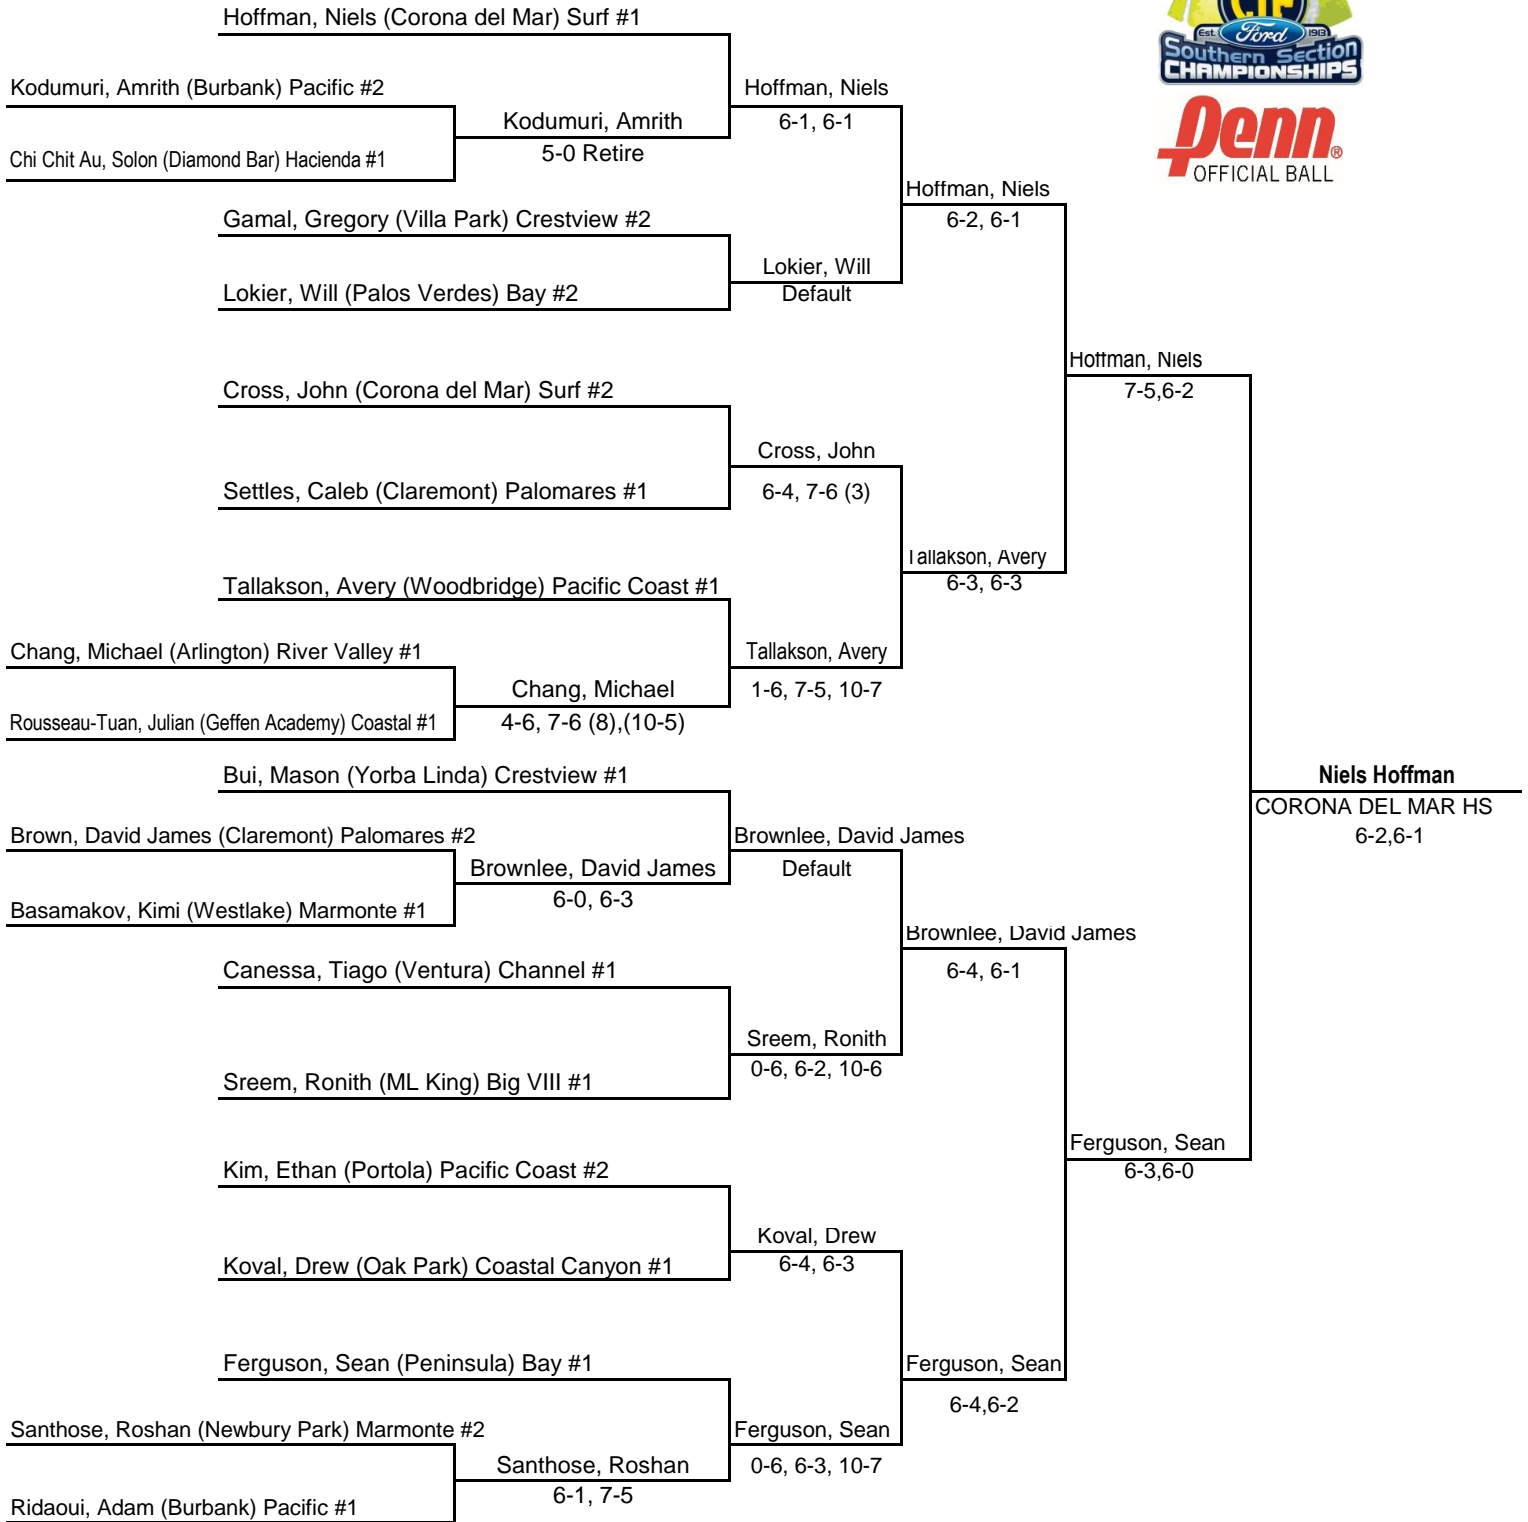 Hoffman, Niels (Corona del Mar) Surf #1
CIF
Est. Ford 1913
Southern Section
CHAMPIONSHIPS
Kodumuri, Amrith (Burbank) Pacific #2
Hoffman, Niels
Kodumuri, Amrith
6-1, 6-1
Penn®
5-0 Retire
Chi Chit Au, Solon (Diamond Bar) Hacienda #1
OFFICIAL BALL
Hoffman, Niels
Gamal, Gregory (Villa Park) Crestview #2
6-2, 6-1
Lokier, Will
Lokier, Will (Palos Verdes) Bay #2
Default
Hoffman, Niels
Cross, John (Corona del Mar) Surf #2
7-5,6-2
Cross, John
Settles, Caleb (Claremont) Palomares #1
6-4, 7-6 (3)
Tallakson, Avery
Tallakson, Avery (Woodbridge) Pacific Coast #1
6-3, 6-3
Chang, Michael (Arlington) River Valley #1
Tallakson, Avery
Chang, Michael
1-6, 7-5, 10-7
Rousseau-Tuan, Julian (Geffen Academy) Coastal #1
4-6, 7-6 (8),(10-5)
Bui, Mason (Yorba Linda) Crestview #1
Niels Hoffman
CORONA DEL MAR HS
Brown, David James (Claremont) Palomares #2
Brownlee, David James
6-2,6-1
Brownlee, David James
Default
6-0, 6-3
Basamakov, Kimi (Westlake) Marmonte #1
Brownlee, David James
Canessa, Tiago (Ventura) Channel #1
6-4, 6-1
Sreem, Ronith
0-6, 6-2, 10-6
Sreem, Ronith (ML King) Big VIII #1
Ferguson, Sean
Kim, Ethan (Portola) Pacific Coast #2
6-3,6-0
Koval, Drew
Koval, Drew (Oak Park) Coastal Canyon #1
6-4, 6-3
Ferguson, Sean (Peninsula) Bay #1
Ferguson, Sean
6-4,6-2
Santhose, Roshan (Newbury Park) Marmonte #2
Ferguson, Sean
Santhose, Roshan
0-6, 6-3, 10-7
6-1, 7-5
Ridaoui, Adam (Burbank) Pacific #1